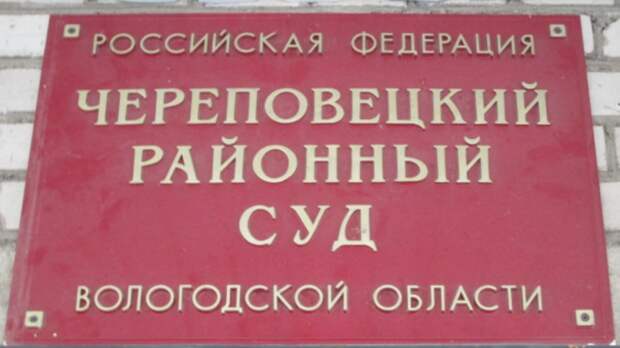 РОССИЙСКАЯ ФЕДЕРАЦИЯ
ЧЕРЕПОВЕЦКИЙ
РАЙОННЫЙ
СУД
ВОЛОГОДСКОЙ ОБЛАСТИ